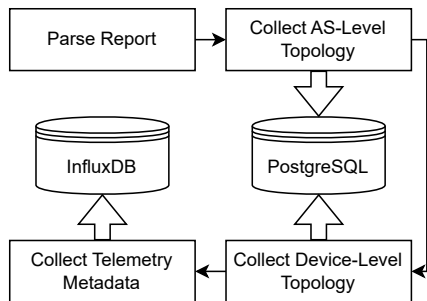 Parse Report
Collect AS-Level
Topology
InfluxDB
PostgreSQL
Collect Telemetry
Metadata
Collect Device-Level
Topology